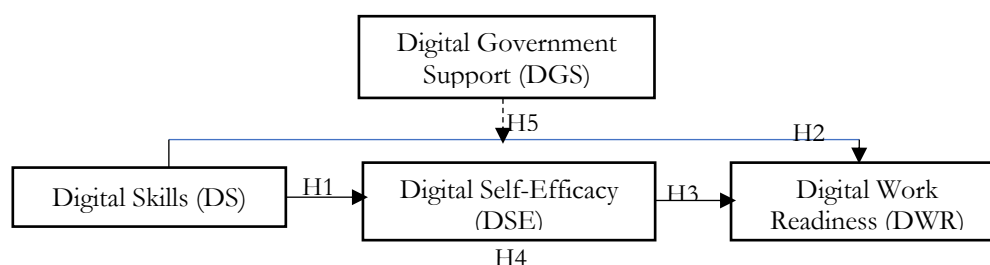 Digital Government
Support (DGS)
H5
H2
Digital Skills (DS)
H1
Digital Self-Efficacy
(DSE)
H3
Digital Work
Readiness (DWR)
H4